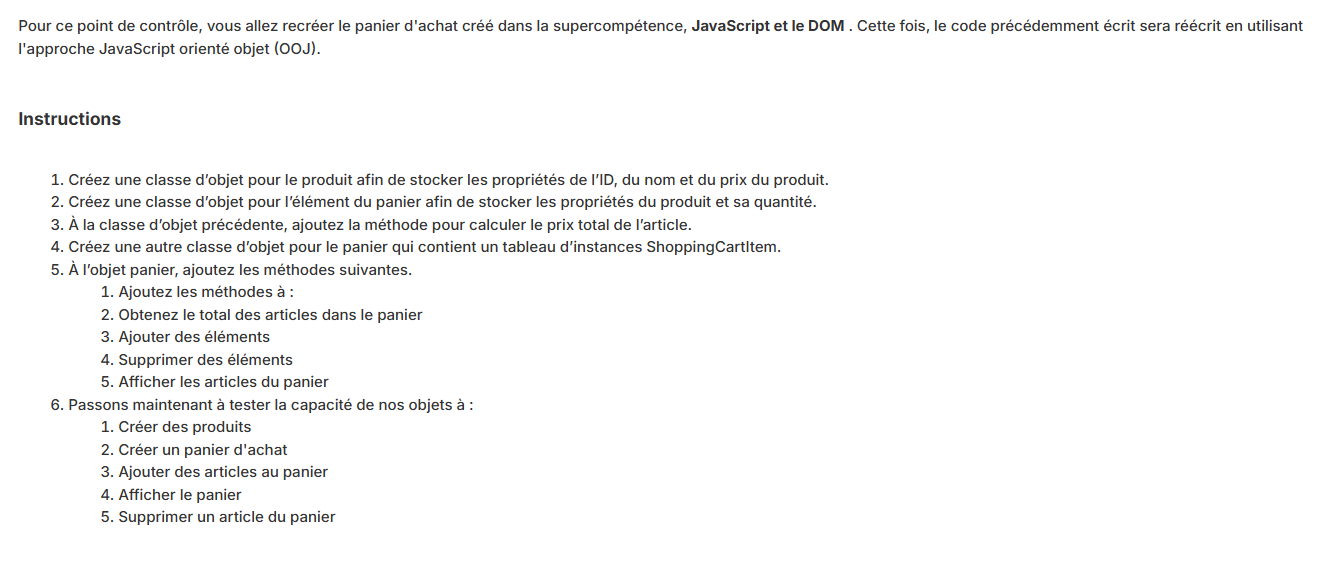 Pour ce point de contrôle, vous allez recréer le panier d'achat créé dans la supercompétence, JavaScript et le DOM . Cette fois, le code précédemment écrit sera réécrit en utilisant
l'approche JavaScript orienté objet (OOJ).
Instructions
1. Créez une classe d’objet pour le produit afin de stocker les propriétés de l’ID, du nom et du prix du produit.
2. Créez une classe d’objet pour l’élément du panier afin de stocker les propriétés du produit et sa quantité.
3. À la classe d’objet précédente, ajoutez la méthode pour calculer le prix total de l’article.
4. Créez une autre classe d’objet pour le panier qui contient un tableau d’instances ShoppingCartItem.
5. À l’objet panier, ajoutez les méthodes suivantes.
1. Ajoutez les méthodes à :
2. Obtenez le total des articles dans le panier
3. Ajouter des éléments
4. Supprimer des éléments
5. Afficher les articles du panier
6. Passons maintenant à tester la capacité de nos objets à :
1. Créer des produits
2. Créer un panier d'achat
3. Ajouter des articles au panier
4. Afficher le panier
5. Supprimer un article du panier